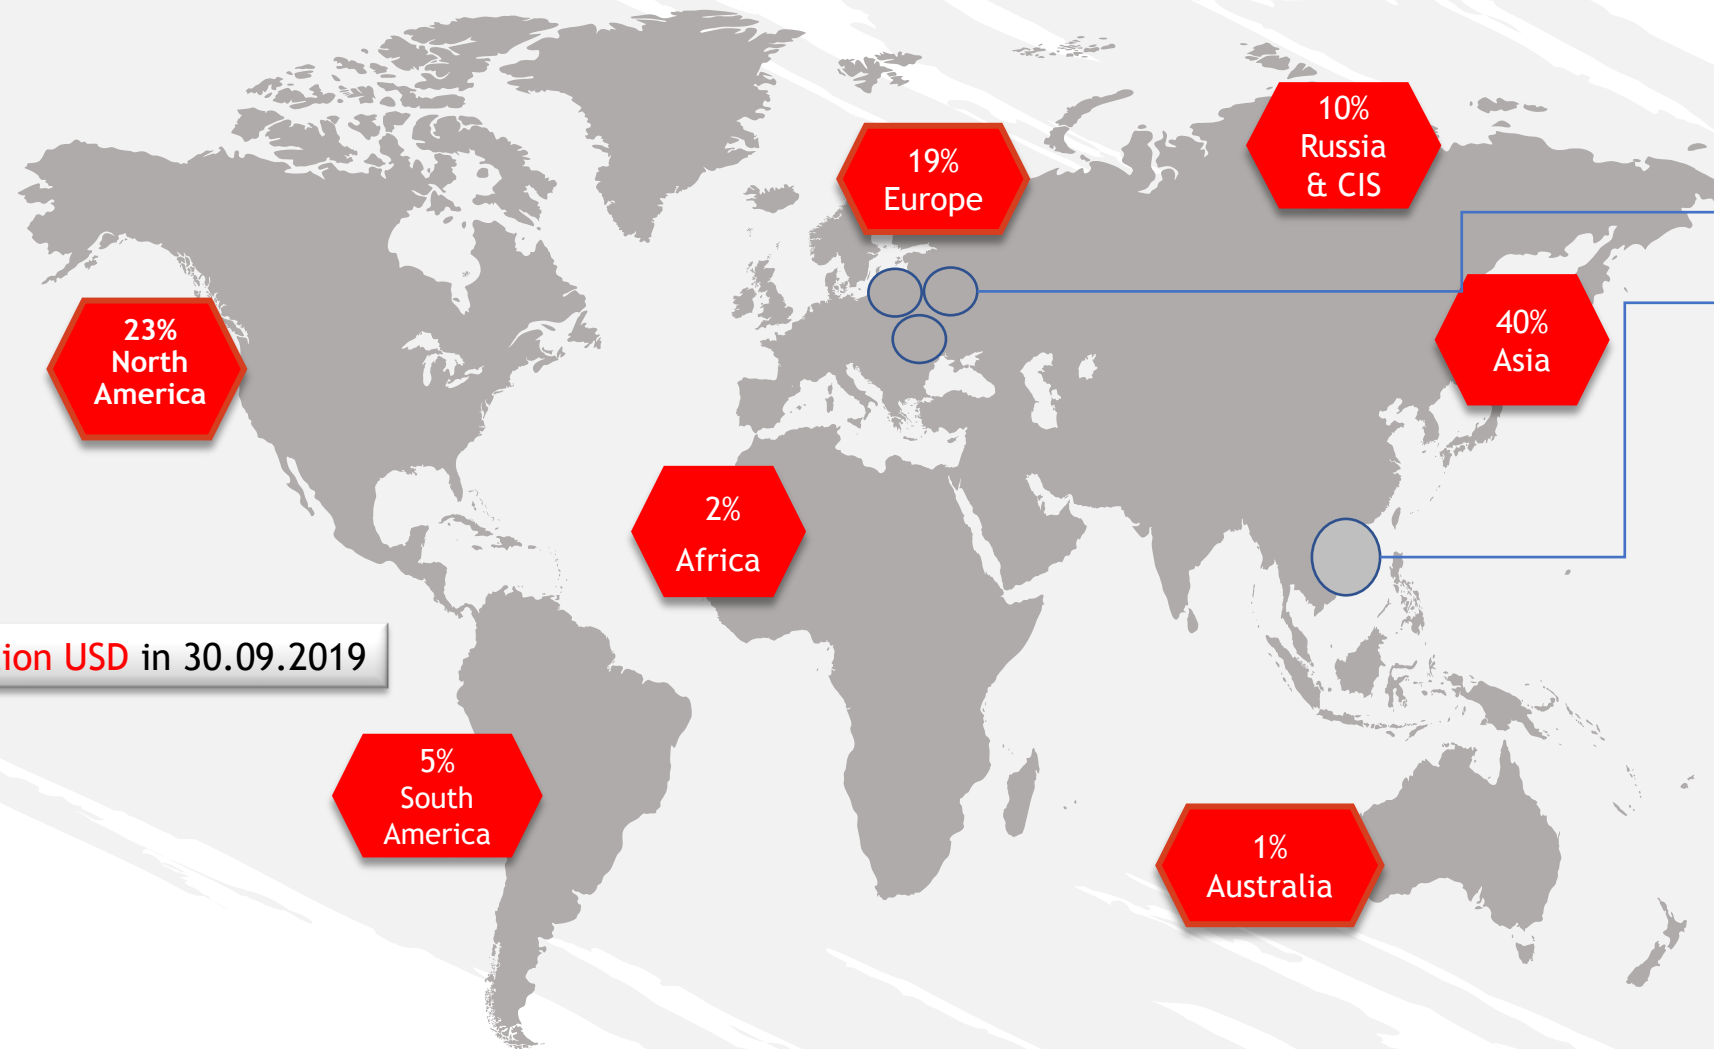 10%
Russia
& CIS
19%
Europe
23%
North
America
40%
Asia
2%
Africa
USD in 30.09.2019
5%
South
America
1%
Australia